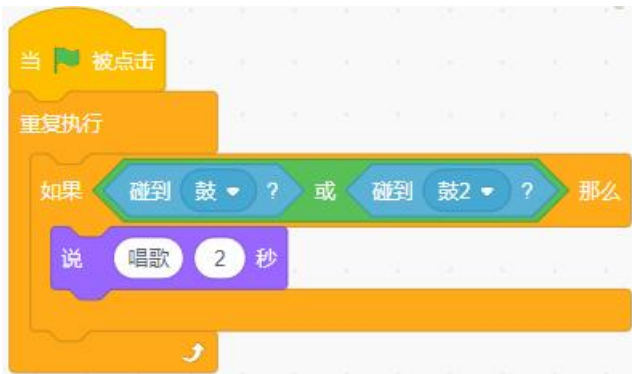 当 被点击
重复执行
如果 碰到 鼓 ? 或 碰到 鼓2 ? 那么
说 唱歌 2 秒